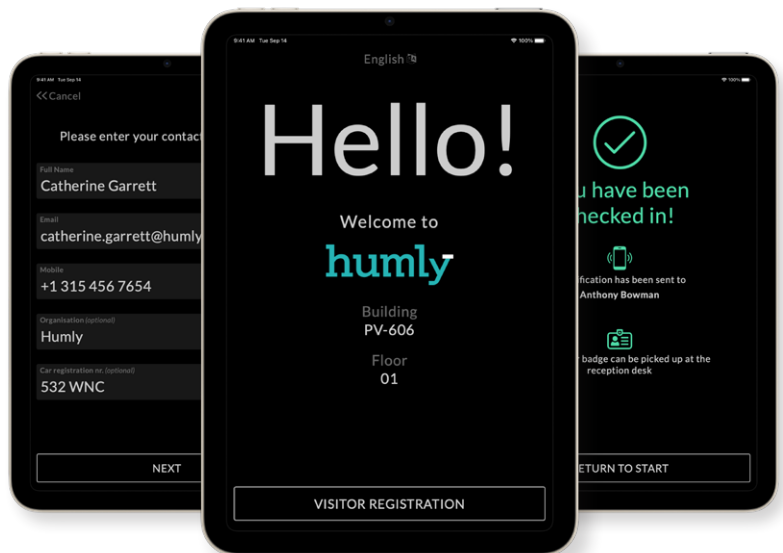 9:41 AM Tue Sep 14
<<Cancel
Please enter your contac
Full Name
Catherine Garrett
Email
catherine.garrett@humly
Mobile
+1 315 456 7654
Organisation (optional)
Humly
Car registration nr. (optional)
532 WNC
NEXT
9:41 AM Tue Sep 14
100%
English
Hello!
Welcome to
humly
Building
PV-606
Floor
01
VISITOR REGISTRATION
100%
u have been
hecked in!
ification has been sent to
Anthony Bowman
r badge can be picked up at the
reception desk
ETURN TO START